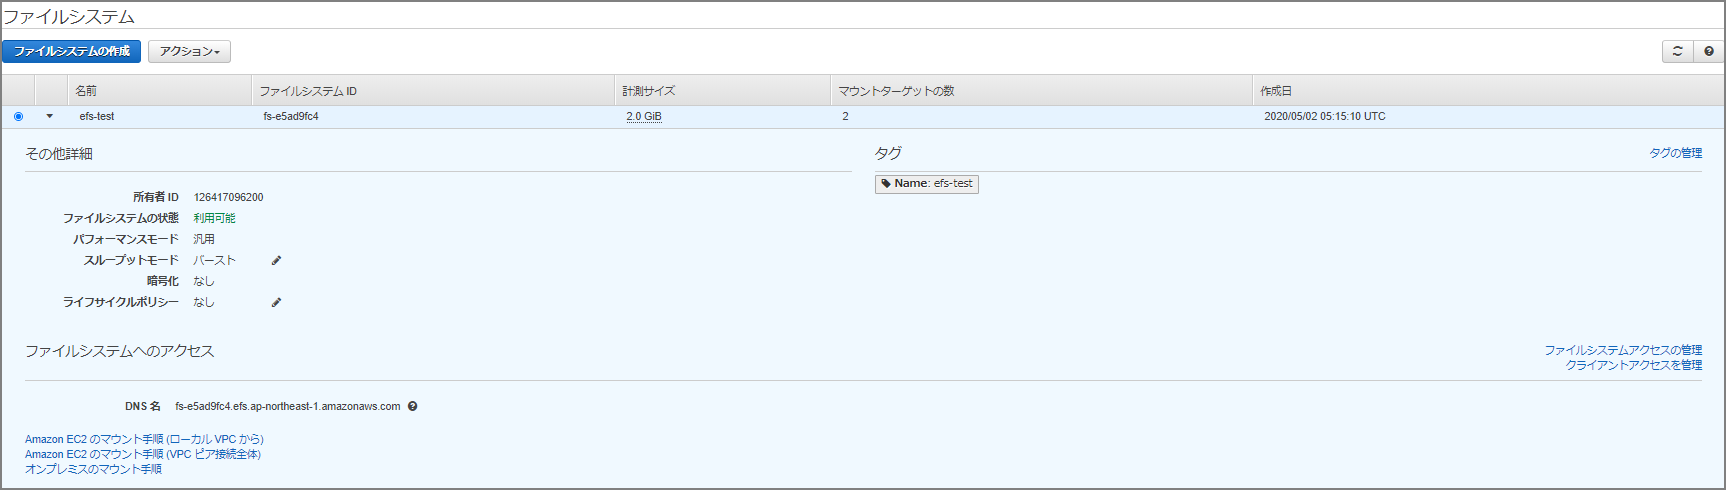 ファイルシステム
ファイルシステムの作成 アクション
名前 ファイルシステム ID 計測サイズ マウントターゲットの数 作成日
efs-test fs-e5ad9fc4 2.0 GiB 2 2020/05/02 05:15:10 UTC
その他詳細
所有者 ID 126417096200
ファイルシステムの状態 利用可能
パフォーマンスモード 汎用
スループットモード バースト
暗号化 なし
ライフサイクルポリシー なし
タグ タグの管理
Name: efs-test
ファイルシステムへのアクセス ファイルシステムアクセスの管理
クライアントアクセスを管理
DNS 名 fs-e5ad9fc4.efs.ap-northeast-1.amazonaws.com
Amazon EC2 のマウント手順 (ローカル VPC から)
Amazon EC2 のマウント手順 (VPC ピア接続全体)
オンプレミスのマウント手順